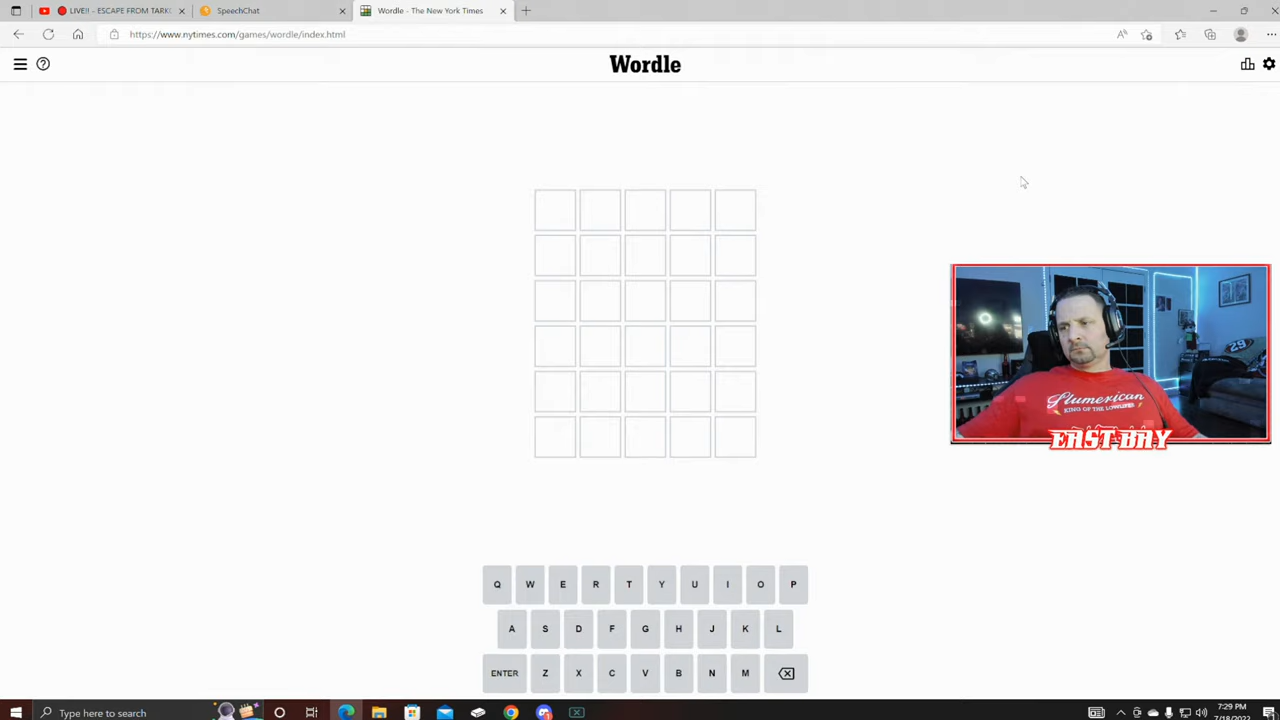 LIVE!! - ESCAPE FROM TARK
SpeechChat
Wordle - The New York Times
https://www.nytimes.com/games/wordle/index.html
Wordle
Slumerican
KING OF THE LOWLIFES
EAST BAY
Q W E R T Y U I O P
A S D F G H J K L
ENTER Z X C V B N M
Type here to search
7:29 PM
7/18/2022